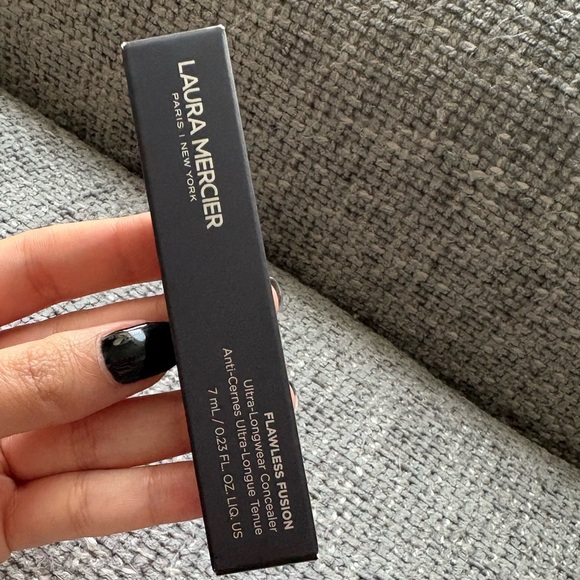 LAURA MERCIER
PARIS | NEW YORK
FLAWLESS FUSION
Ultra-Longwear Concealer
Anti-Cernes Ultra-Longue Tenue
7 mL / 0.23 FL. OZ. LIQ. US